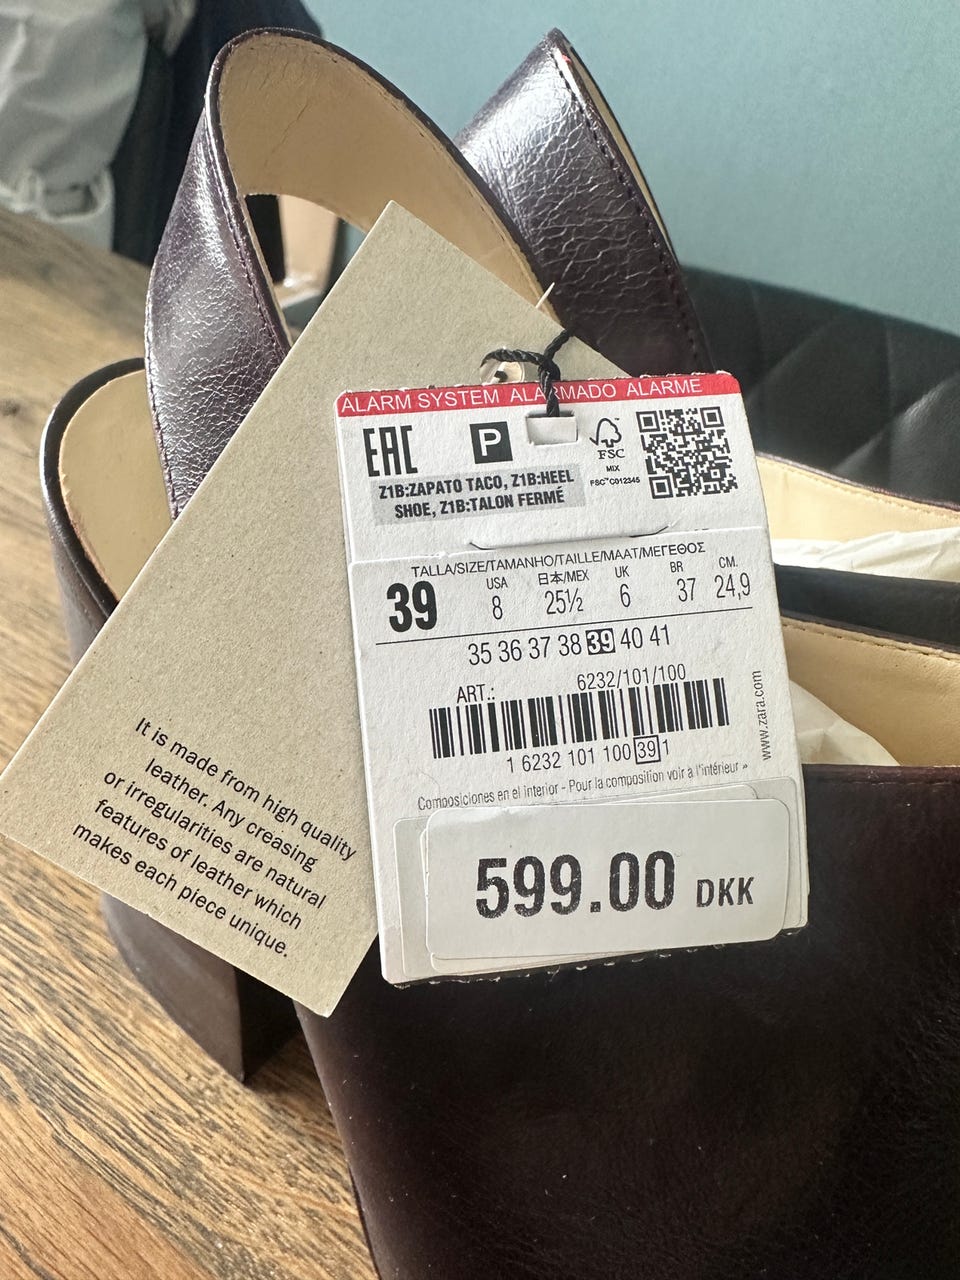 ALARM SYSTEM ALARMADO ALARME
EAC P FSC
MIX
FSC™ C012345
Z1B:ZAPATO TACO, Z1B:HEEL
SHOE, Z1B:TALON FERMÉ
TALLA/SIZE/TAMANHO/TAILLE/MAAT/ΜΕΓΕΘΟΣ
USA 日本/MEX UK BR CM.
39 8 25½ 6 37 24,9
35 36 37 38 39 40 41
ART.: 6232/101/100
1 6232 101 100 39 1
www.zara.com
Composiciones en el interior - Pour la composition voir à l'intérieur »
599.00 DKK
It is made from high quality
leather. Any creasing
or irregularities are natural
features of leather which
makes each piece unique.